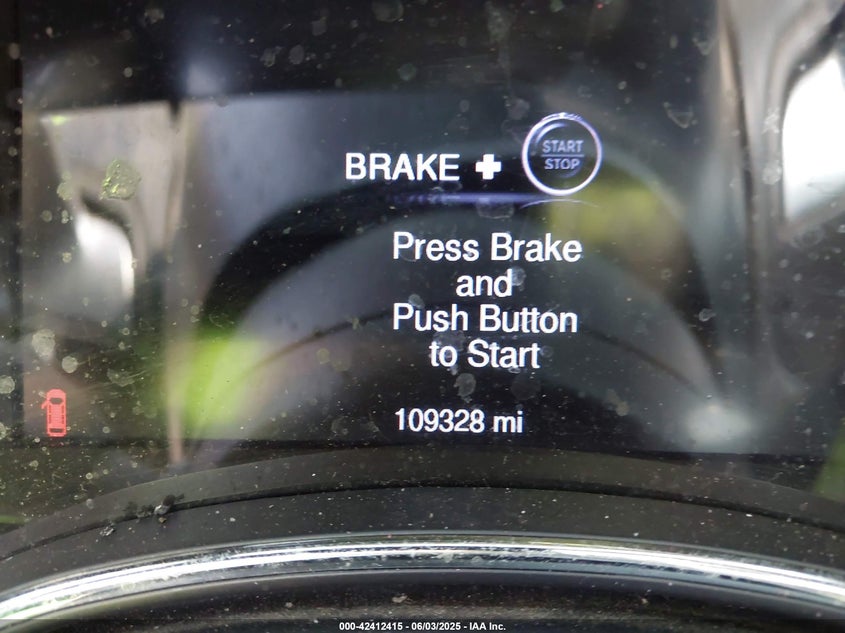 BRAKE + START
STOP
Press Brake
and
Push Button
to Start
109328 mi
000-42412415 - 06/03/2025 - IAA Inc.